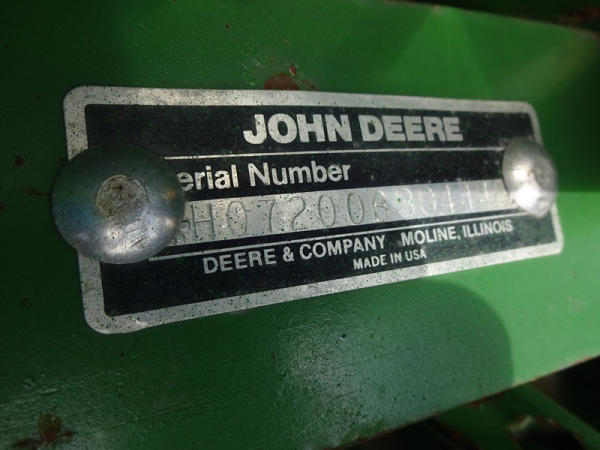 JOHN DEERE
erial Number
DEERE & COMPANY MOLINE, ILLINOIS
MADE IN USA